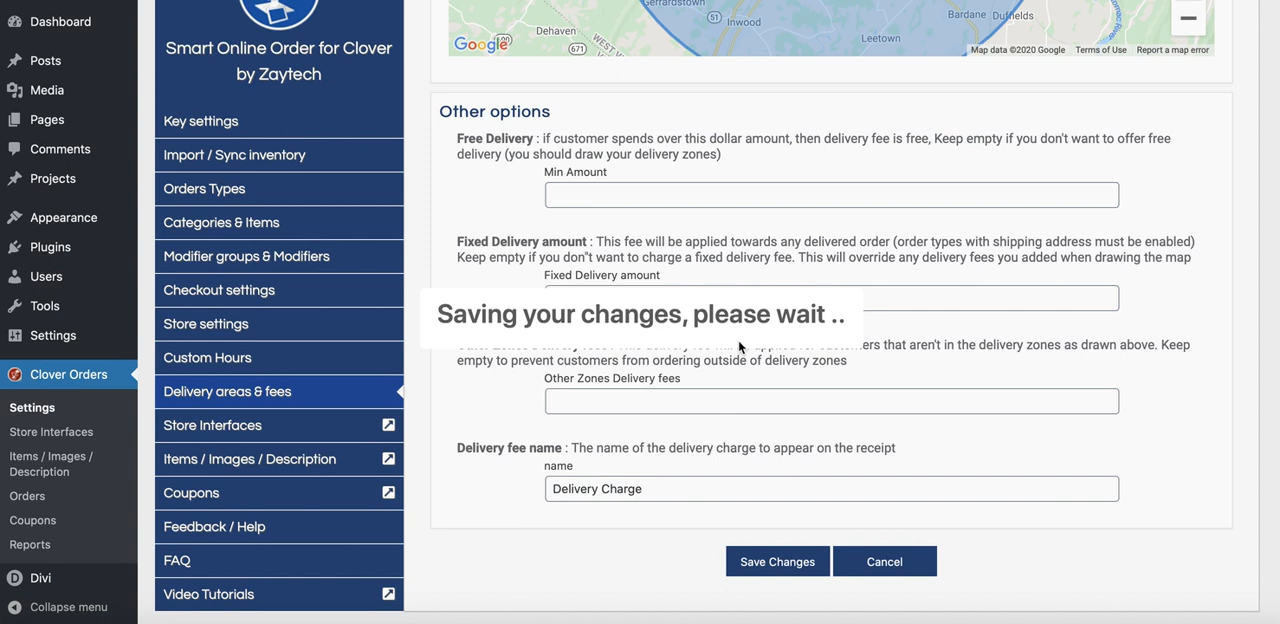 Dashboard
Posts
Media
Pages
Comments
Projects
Appearance
Plugins
Users
Tools
Settings
Clover Orders
Settings
Store Interfaces
Items / Images /
Description
Orders
Coupons
Reports
Divi
Collapse menu
Smart Online Order for Clover
by Zaytech
Key settings
Import / Sync inventory
Orders Types
Categories & Items
Modifier groups & Modifiers
Checkout settings
Store settings
Custom Hours
Delivery areas & fees
Store Interfaces
Items / Images / Description
Coupons
Feedback / Help
FAQ
Video Tutorials
Gerrardstown
51
Inwood
Dehaven
671
WEST V
Bardane
Duffields
Leetown
Google
Map data ©2020 Google
Terms of Use
Report a map error
Other options
Free Delivery : if customer spends over this dollar amount, then delivery fee is free, Keep empty if you don't want to offer free
delivery (you should draw your delivery zones)
Min Amount
Fixed Delivery amount : This fee will be applied towards any delivered order (order types with shipping address must be enabled)
Keep empty if you don"t want to charge a fixed delivery fee. This will override any delivery fees you added when drawing the map
Fixed Delivery amount
Saving your changes, please wait ..
that aren't in the delivery zones as drawn above. Keep
empty to prevent customers from ordering outside of delivery zones
Other Zones Delivery fees
Delivery fee name : The name of the delivery charge to appear on the receipt
name
Delivery Charge
Save Changes
Cancel